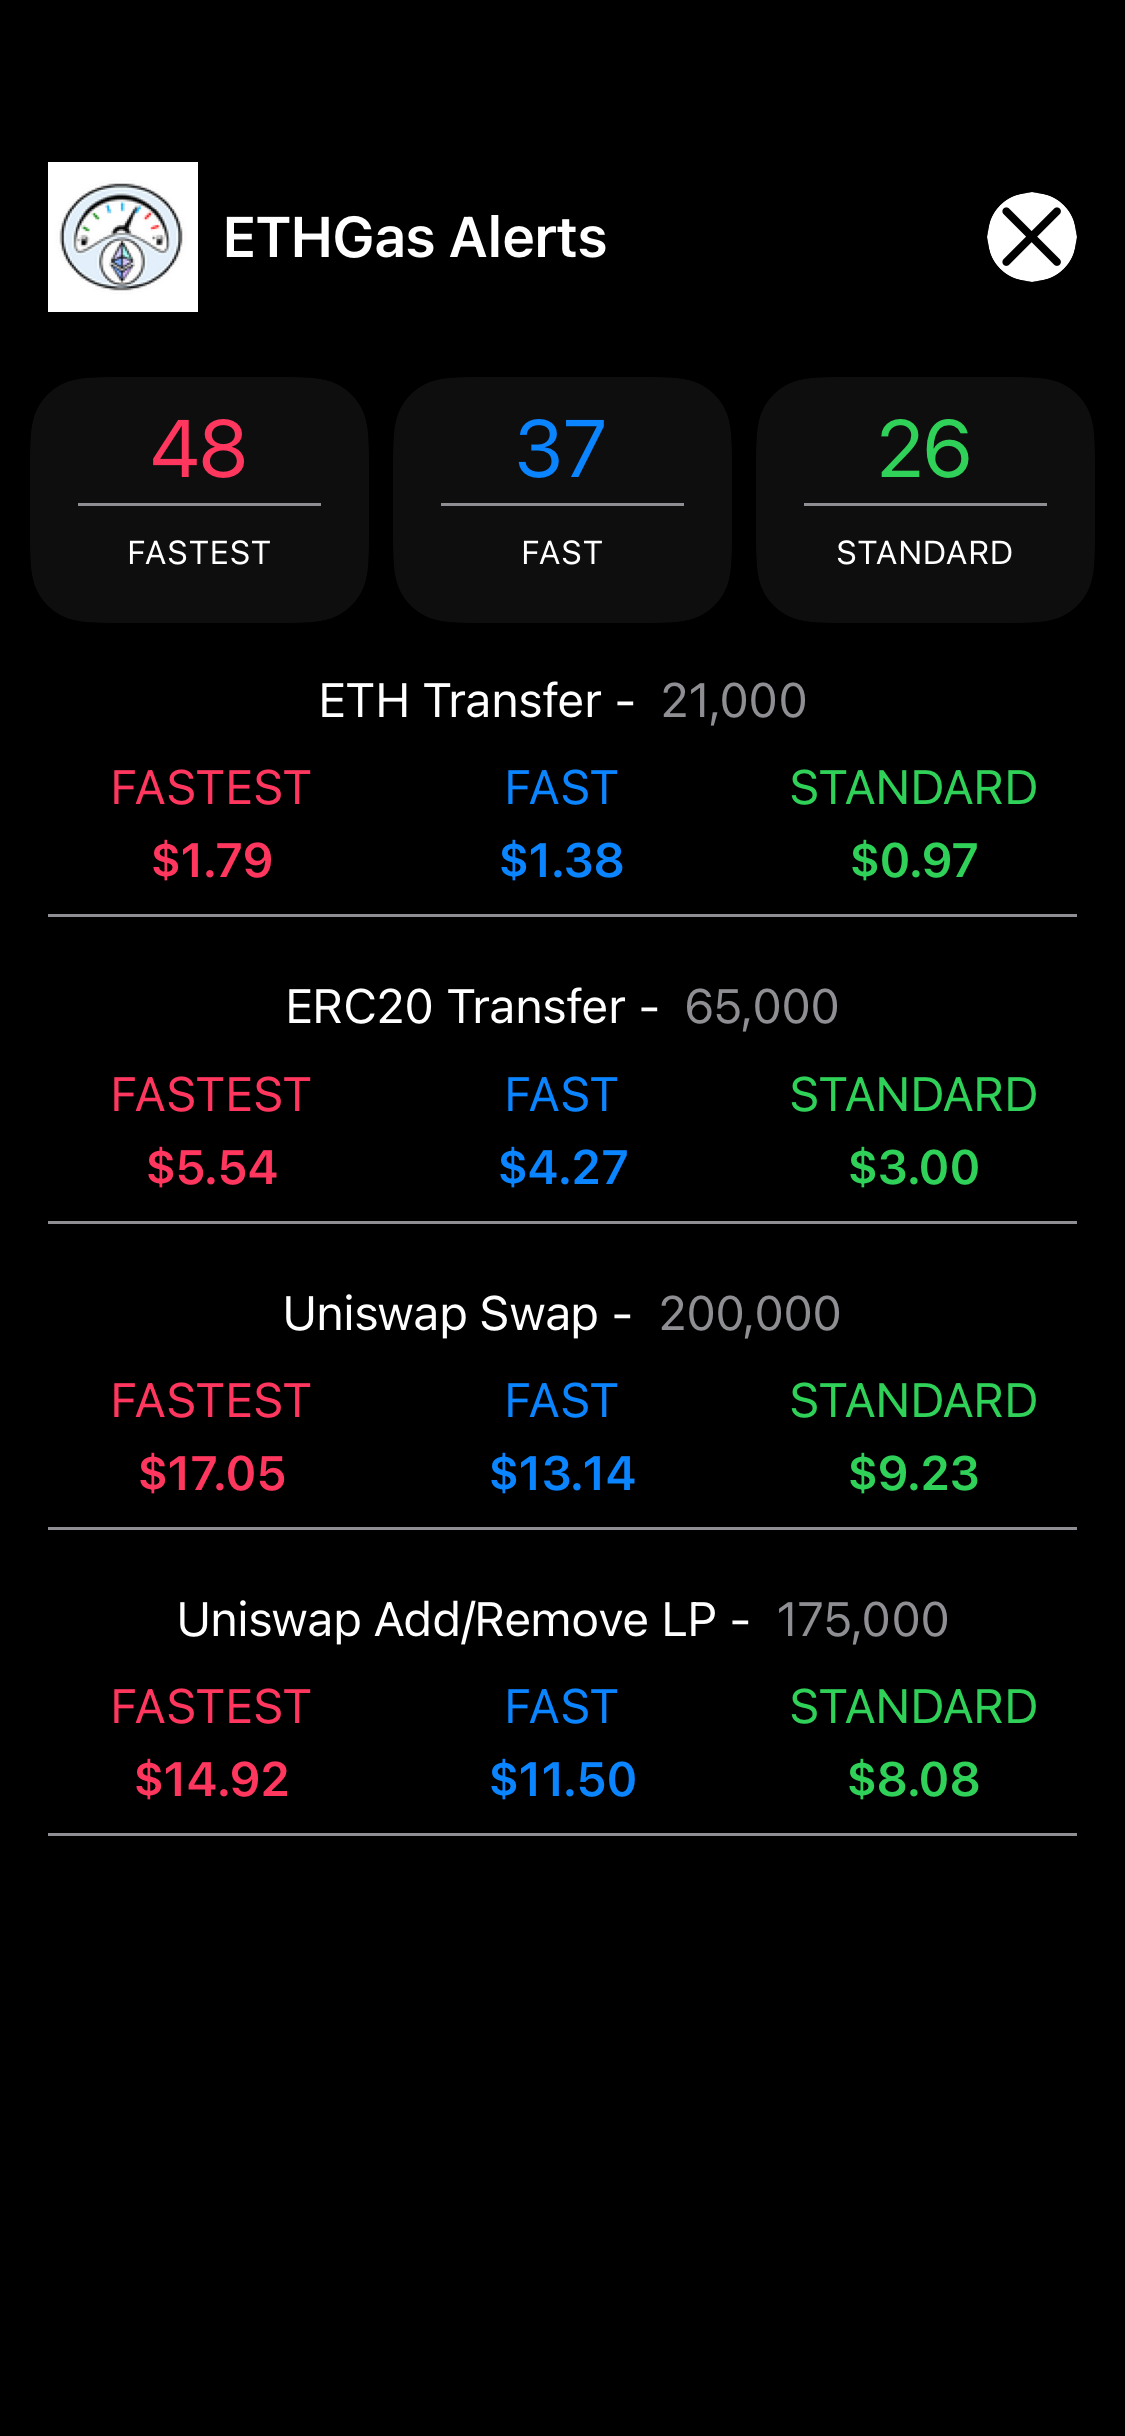 ETHGas Alerts
48 37 26
FASTEST FAST STANDARD
ETH Transfer - 21,000
FASTEST FAST STANDARD
$1.79 $1.38 $0.97
ERC20 Transfer - 65,000
FASTEST FAST STANDARD
$5.54 $4.27 $3.00
Uniswap Swap - 200,000
FASTEST FAST STANDARD
$17.05 $13.14 $9.23
Uniswap Add/Remove LP - 175,000
FASTEST FAST STANDARD
$14.92 $11.50 $8.08